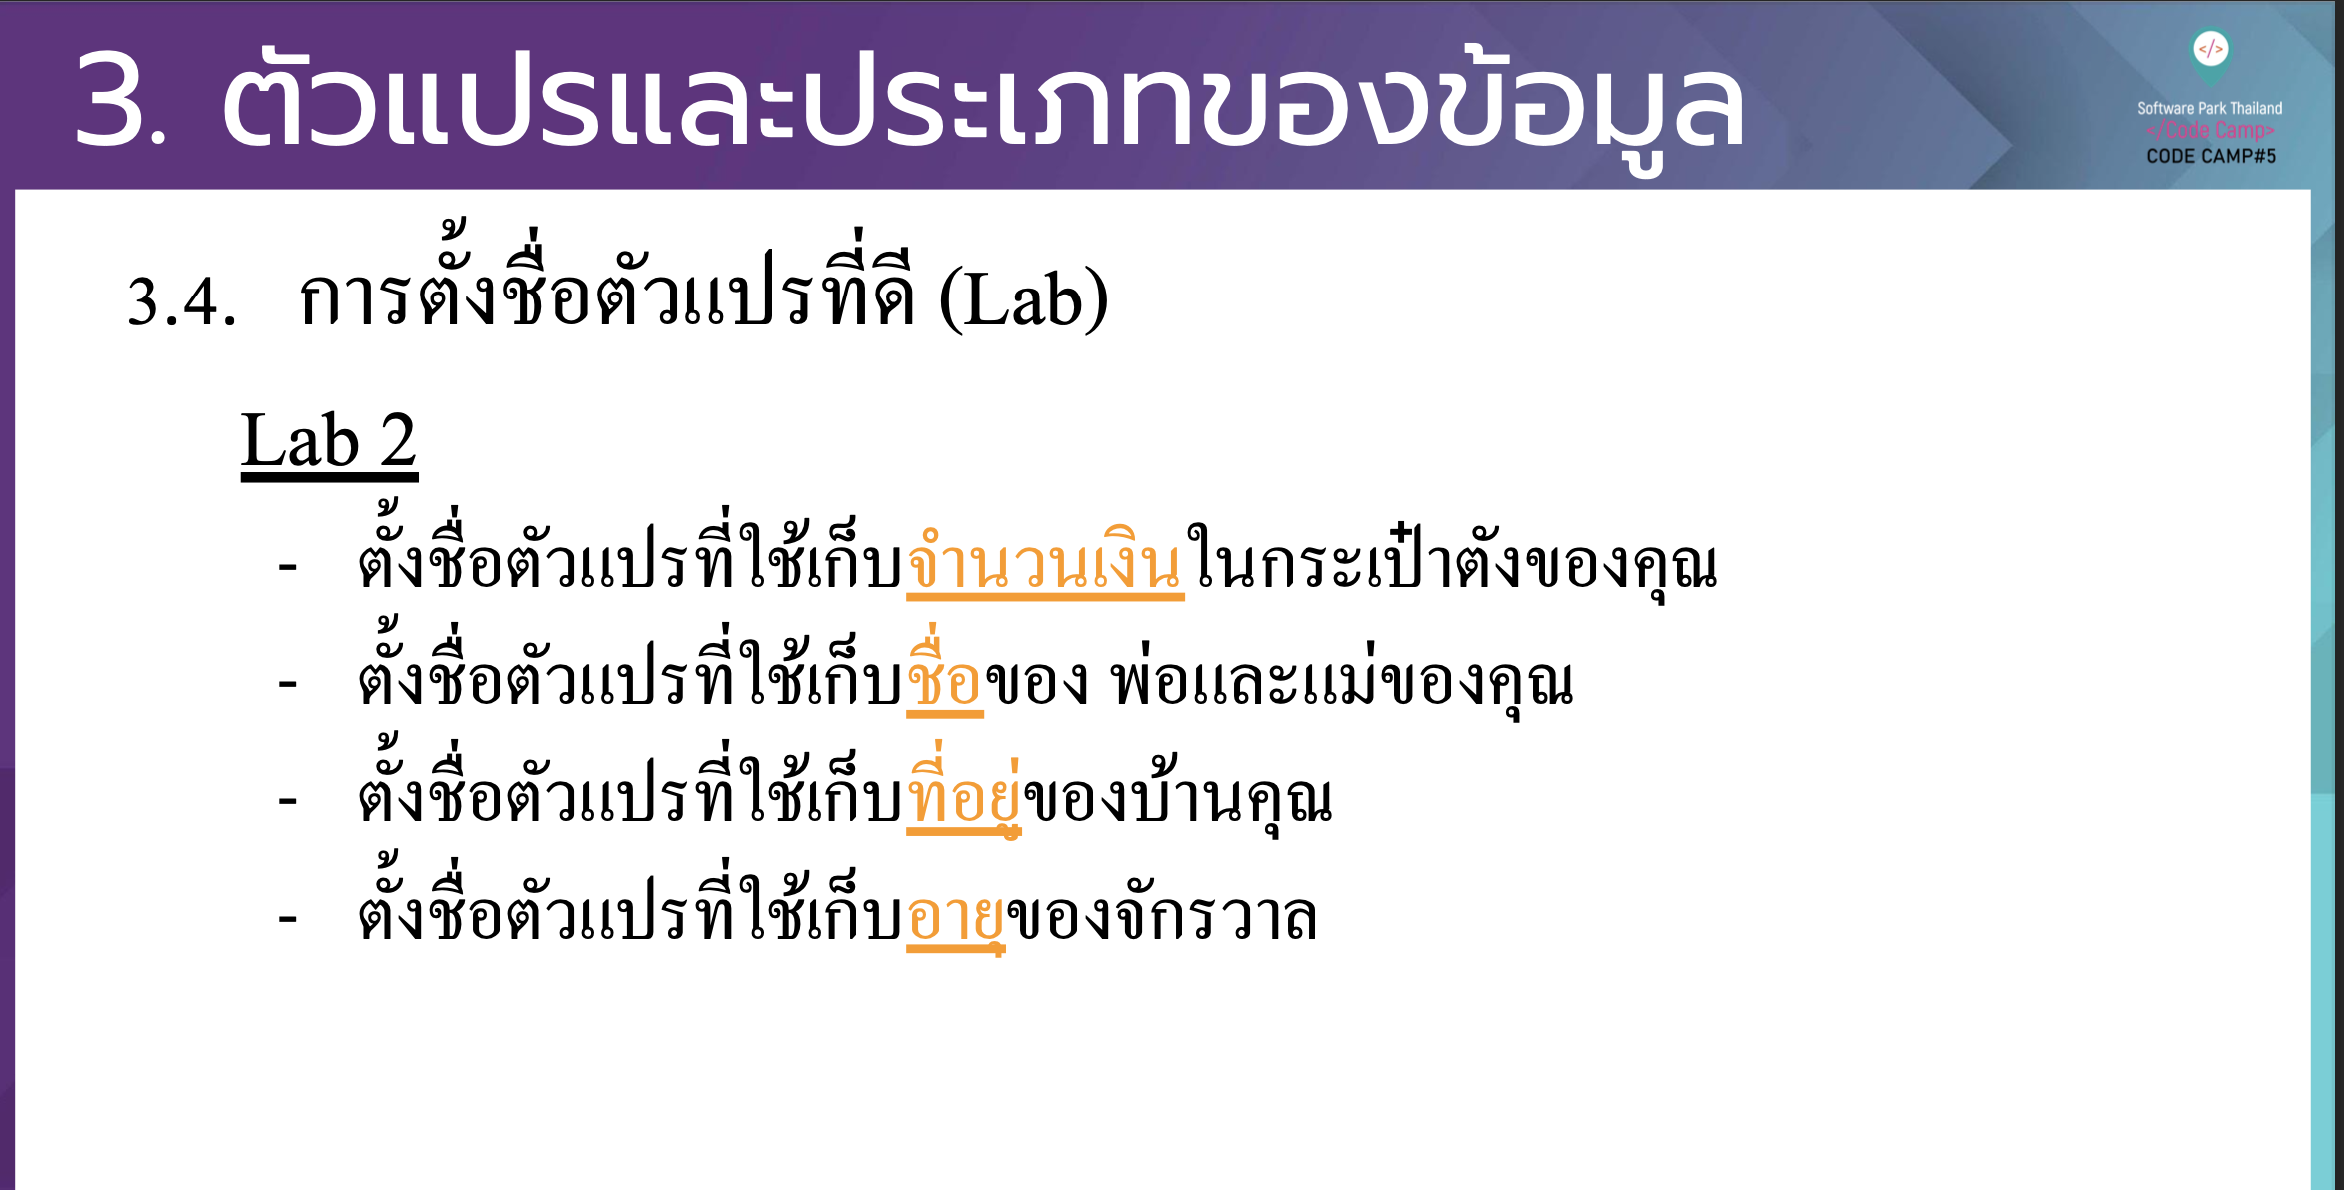 3. ตัวแปรและประเภทของข้อมูล
</>
Software Park Thailand
</Code Camp>
CODE CAMP#5
3.4. การตั้งชื่อตัวแปรที่ดี (Lab)
Lab 2
- ตั้งชื่อตัวแปรที่ใช้เก็บจำนวนเงินในกระเป๋าตังของคุณ
- ตั้งชื่อตัวแปรที่ใช้เก็บชื่อของ พ่อและแม่ของคุณ
- ตั้งชื่อตัวแปรที่ใช้เก็บที่อยู่ของบ้านคุณ
- ตั้งชื่อตัวแปรที่ใช้เก็บอายุของจักรวาล